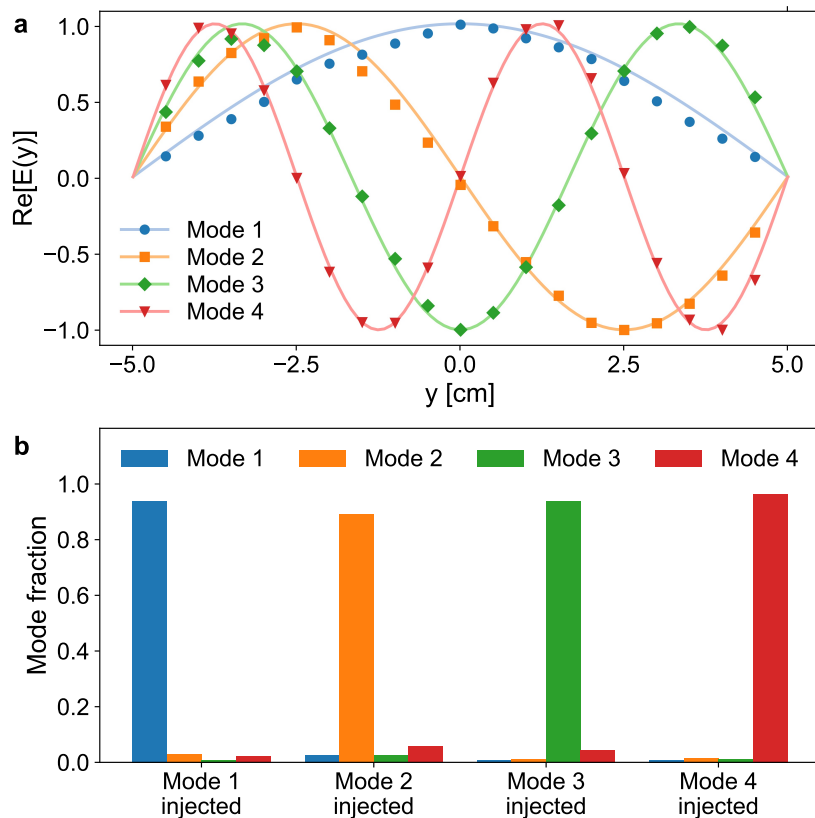 a
1.0
0.5
0.0
−0.5
−1.0
Re[E(y)]
Mode 1
Mode 2
Mode 3
Mode 4
−5.0 −2.5 0.0 2.5 5.0
y [cm]
b
Mode 1 Mode 2 Mode 3 Mode 4
1.0
0.8
0.6
0.4
0.2
0.0
Mode fraction
Mode 1 Mode 2 Mode 3 Mode 4
injected injected injected injected